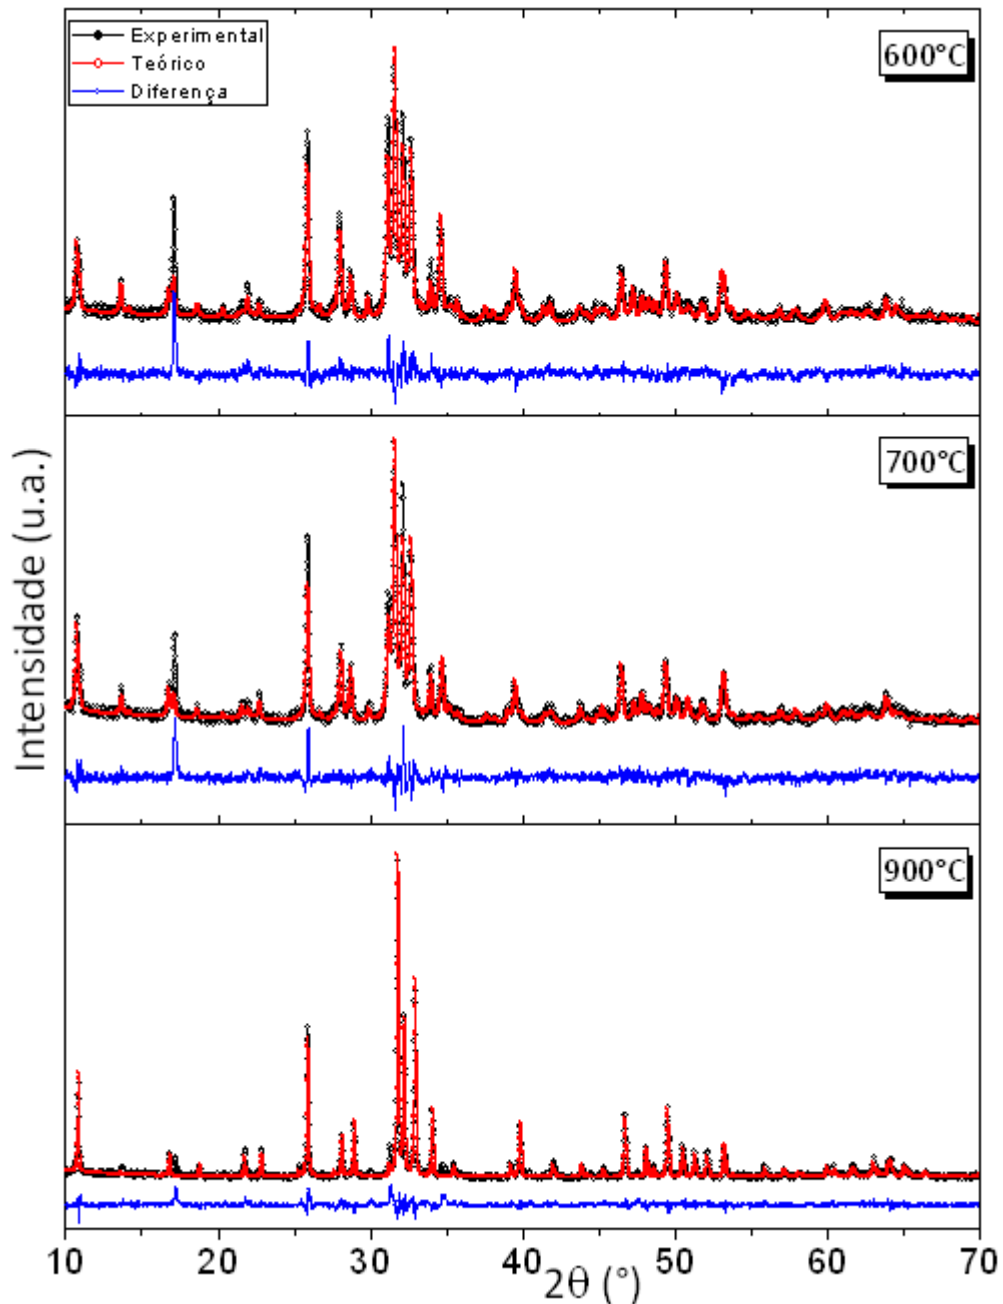 Experimental
Teórico
Diferença
600°C
700°C
900°C
Intensidade (u.a.)
10 20 30 40 50 60 70
2θ (°)